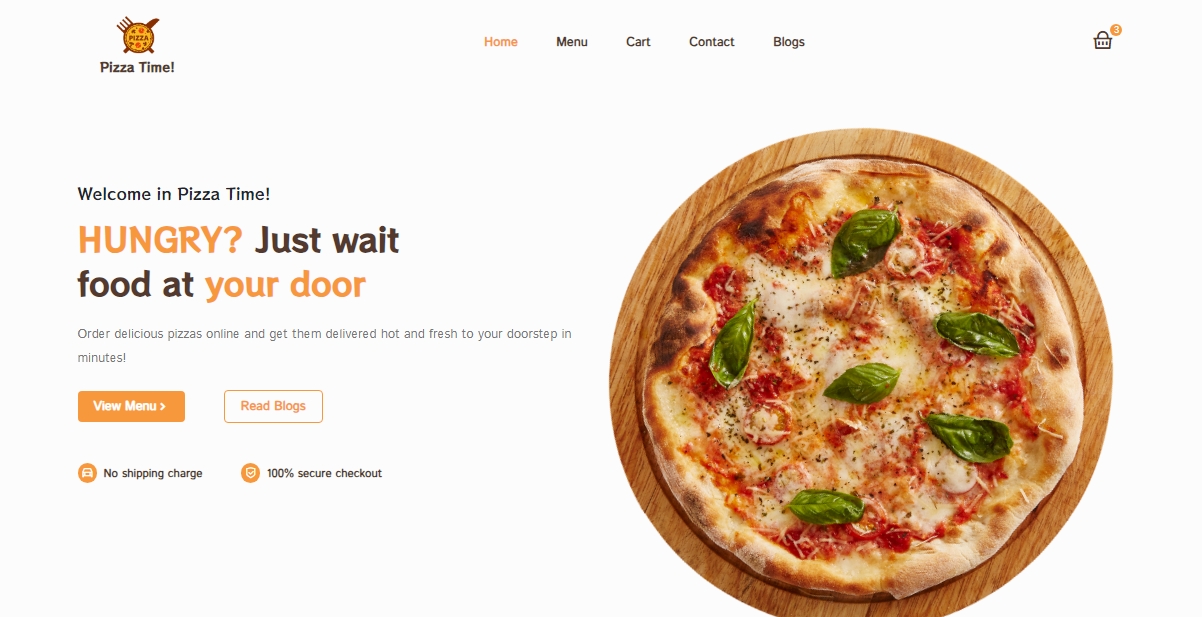 PIZZA
Pizza Time!
Home Menu Cart Contact Blogs
3
Welcome in Pizza Time!
HUNGRY? Just wait
food at your door
Order delicious pizzas online and get them delivered hot and fresh to your doorstep in
minutes!
View Menu >
Read Blogs
No shipping charge
100% secure checkout